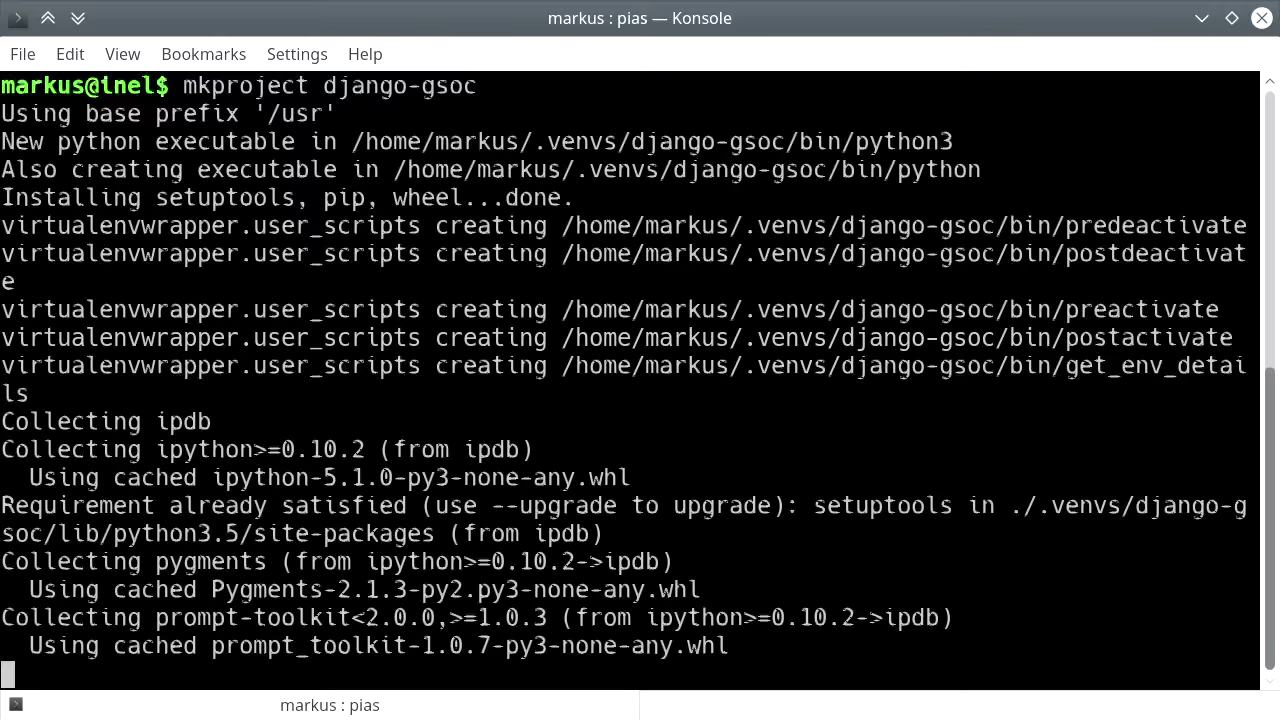 markus : pias — Konsole
File Edit View Bookmarks Settings Help
markus@inel$ mkproject django-gsoc
Using base prefix '/usr'
New python executable in /home/markus/.venvs/django-gsoc/bin/python3
Also creating executable in /home/markus/.venvs/django-gsoc/bin/python
Installing setuptools, pip, wheel...done.
virtualenvwrapper.user_scripts creating /home/markus/.venvs/django-gsoc/bin/predeactivate
virtualenvwrapper.user_scripts creating /home/markus/.venvs/django-gsoc/bin/postdeactivat
e
virtualenvwrapper.user_scripts creating /home/markus/.venvs/django-gsoc/bin/preactivate
virtualenvwrapper.user_scripts creating /home/markus/.venvs/django-gsoc/bin/postactivate
virtualenvwrapper.user_scripts creating /home/markus/.venvs/django-gsoc/bin/get_env_detai
ls
Collecting ipdb
Collecting ipython>=0.10.2 (from ipdb)
  Using cached ipython-5.1.0-py3-none-any.whl
Requirement already satisfied (use --upgrade to upgrade): setuptools in ./.venvs/django-g
soc/lib/python3.5/site-packages (from ipdb)
Collecting pygments (from ipython>=0.10.2->ipdb)
  Using cached Pygments-2.1.3-py2.py3-none-any.whl
Collecting prompt-toolkit<2.0.0,>=1.0.3 (from ipython>=0.10.2->ipdb)
  Using cached prompt_toolkit-1.0.7-py3-none-any.whl
markus : pias